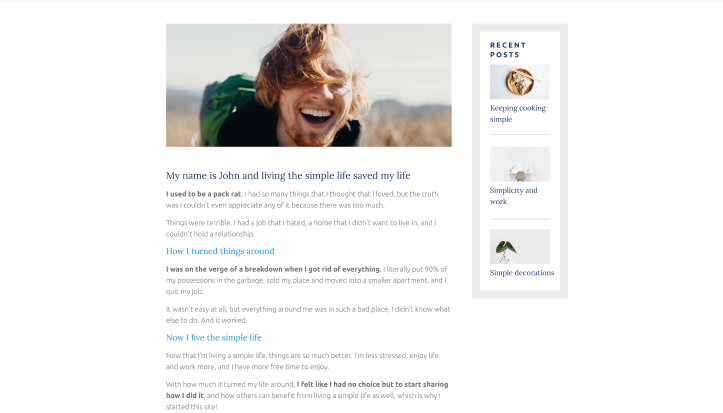 My name is John and living the simple life saved my life
I used to be a pack rat. I had so many things that I thought that I loved, but the truth
was I couldn't even appreciate any of it because there was too much.
Things were terrible. I had a job that I hated, a home that I didn't want to live in, and I
couldn't hold a relationship.
How I turned things around
I was on the verge of a breakdown when I got rid of everything. I literally put 90% of
my possessions in the garbage, sold my place and moved into a smaller apartment, and I
quit my job.
It wasn't easy at all, but everything around me was in such a bad place, I didn't know what
else to do. And it worked.
Now I live the simple life
Now that I'm living a simple life, things are so much better. I'm less stressed, enjoy life
and work more, and I have more free time to enjoy.
With how much it turned my life around, I felt like I had no choice but to start sharing
how I did it, and how others can benefit from living a simple life as well, which is why I
started this site!
RECENT
POSTS
Keeping cooking
simple
Simplicity and
work
Simple decorations